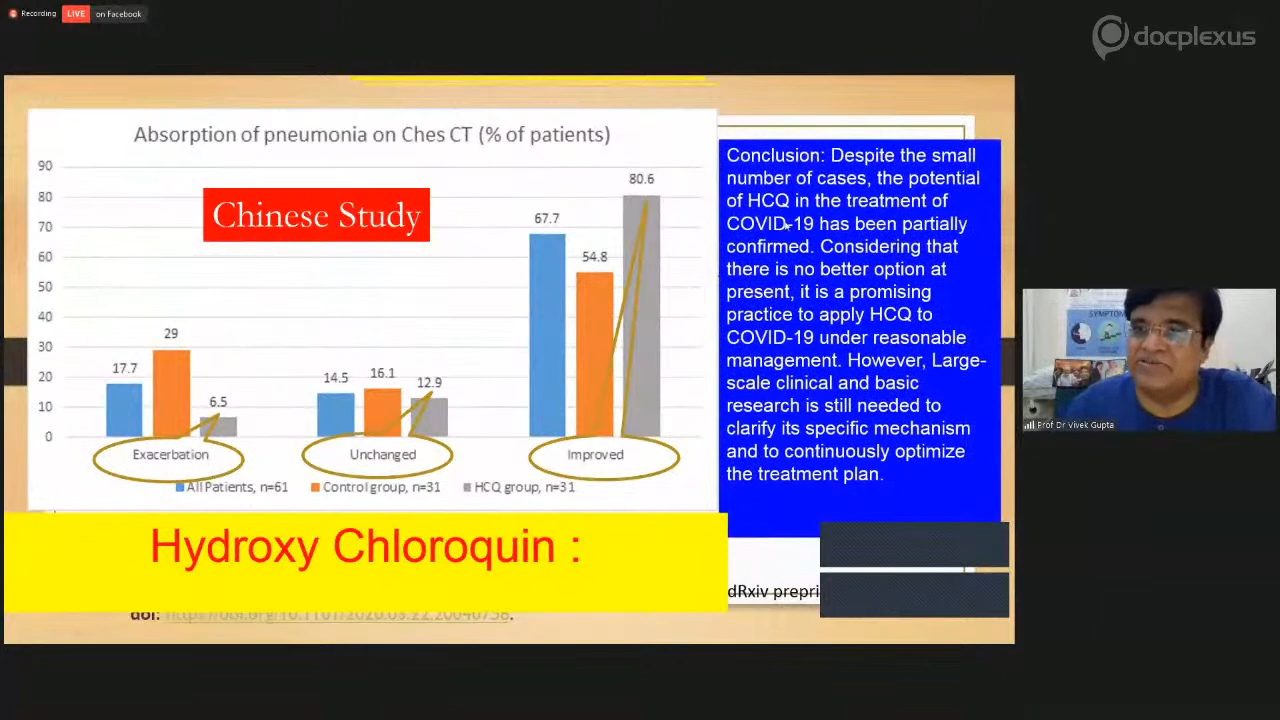 Recording
LIVE
on Facebook
docplexus
Absorption of pneumonia on Ches CT (% of patients)
90
80
70
60
50
40
30
20
10
0
Chinese Study
17.7
29
6.5
14.5
16.1
12.9
67.7
54.8
80.6
Exacerbation
Unchanged
Improved
All Patients, n=61
Control group, n=31
HCQ group, n=31
Conclusion: Despite the small
number of cases, the potential
of HCQ in the treatment of
COVID-19 has been partially
confirmed. Considering that
there is no better option at
present, it is a promising
practice to apply HCQ to
COVID-19 under reasonable
management. However, Large-
scale clinical and basic
research is still needed to
clarify its specific mechanism
and to continuously optimize
the treatment plan.
SYMPTOM
Prof Dr Vivek Gupta
Hydroxy Chloroquin :
dRxiv prepri
doi: https://doi.org/10.1101/2020.03.22.20040758.